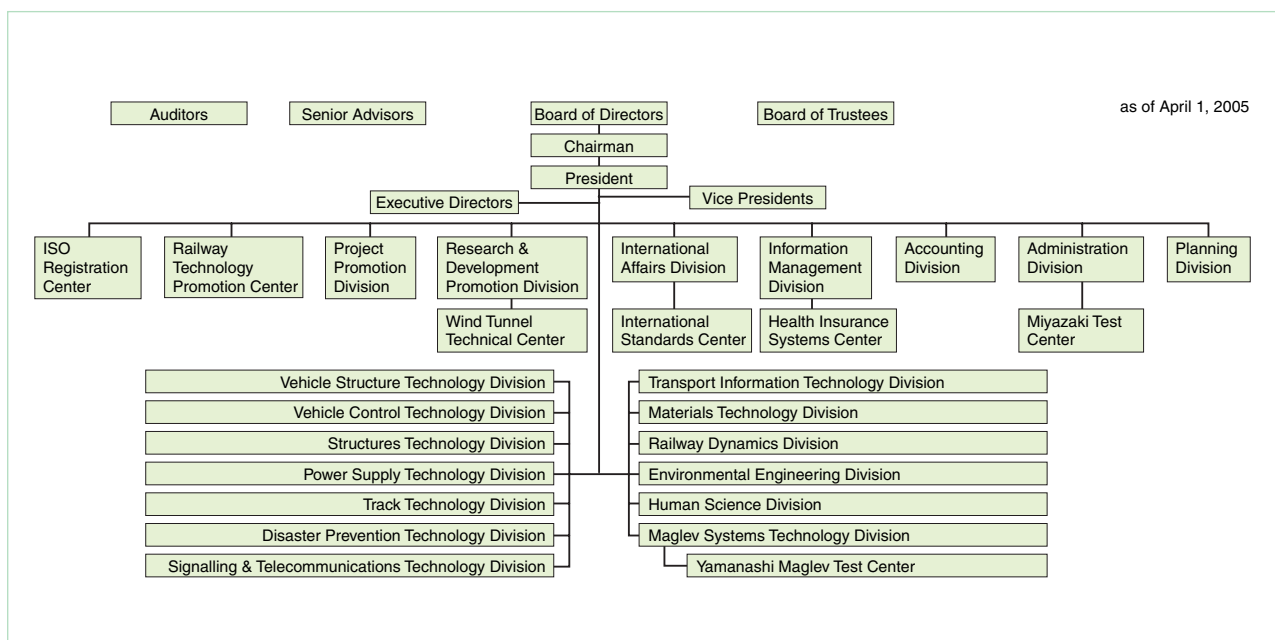 Auditors
Senior Advisors
Board of Directors
Board of Trustees
as of April 1, 2005
Chairman
President
Executive Directors
Vice Presidents
ISO
Registration
Center
Railway
Technology
Promotion Center
Project
Promotion
Division
Research &
Development
Promotion Division
International
Affairs Division
Information
Management
Division
Accounting
Division
Administration
Division
Planning
Division
Wind Tunnel
Technical Center
International
Standards Center
Health Insurance
Systems Center
Miyazaki Test
Center
Vehicle Structure Technology Division
Vehicle Control Technology Division
Structures Technology Division
Power Supply Technology Division
Track Technology Division
Disaster Prevention Technology Division
Signalling & Telecommunications Technology Division
Transport Information Technology Division
Materials Technology Division
Railway Dynamics Division
Environmental Engineering Division
Human Science Division
Maglev Systems Technology Division
Yamanashi Maglev Test Center